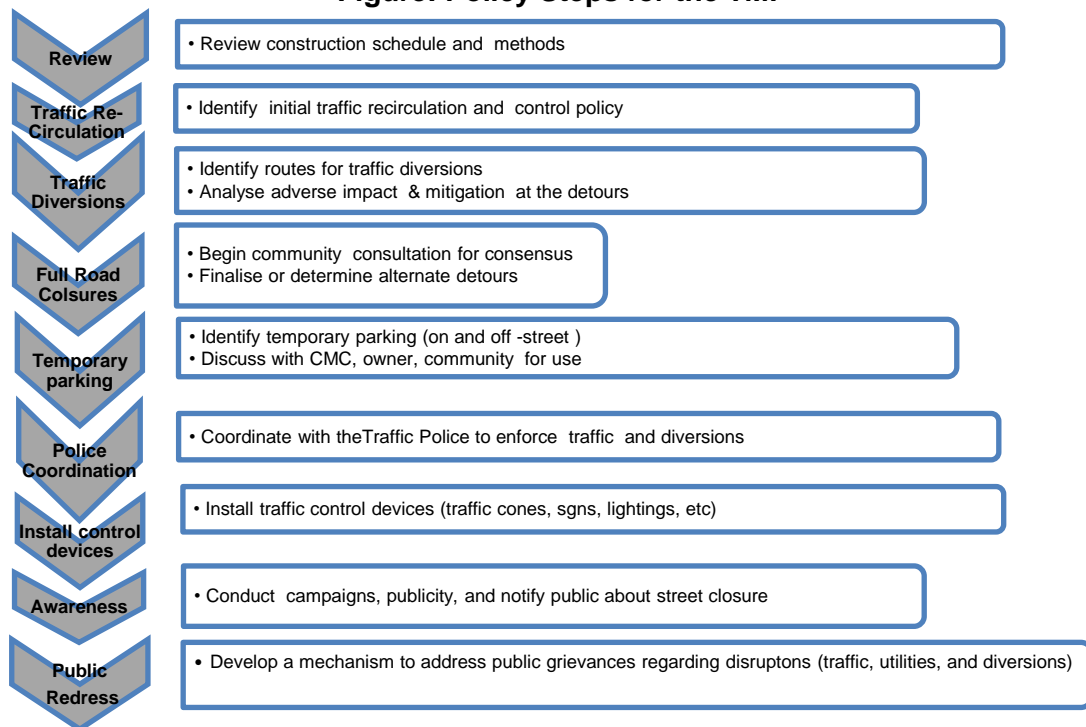 Figure: Policy Steps for the TMP
Review
• Review construction schedule and methods
Traffic Re-
Circulation
• Identify initial traffic recirculation and control policy
Traffic
Diversions
• Identify routes for traffic diversions
• Analyse adverse impact & mitigation at the detours
Full Road
Colsures
• Begin community consultation for consensus
• Finalise or determine alternate detours
Temporary
parking
• Identify temporary parking (on and off -street )
• Discuss with CMC, owner, community for use
Police
Coordination
• Coordinate with theTraffic Police to enforce traffic and diversions
Install control
devices
• Install traffic control devices (traffic cones, sgns, lightings, etc)
Awareness
• Conduct campaigns, publicity, and notify public about street closure
Public
Redress
• Develop a mechanism to address public grievances regarding disruptons (traffic, utilities, and diversions)